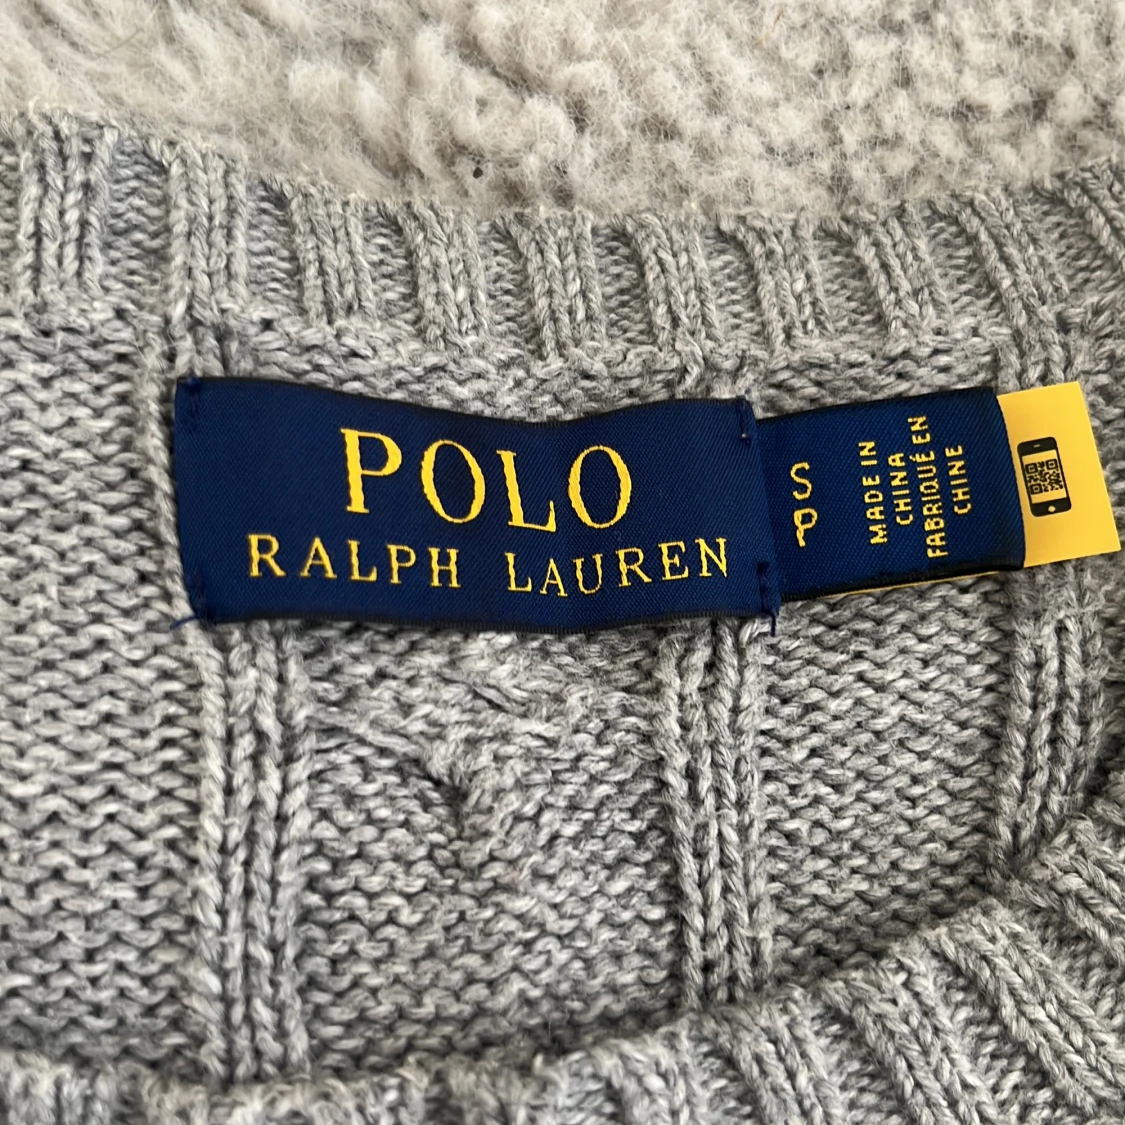 POLO
RALPH LAUREN
S
P
MADE IN
CHINA
FABRIQUÉ EN
CHINE